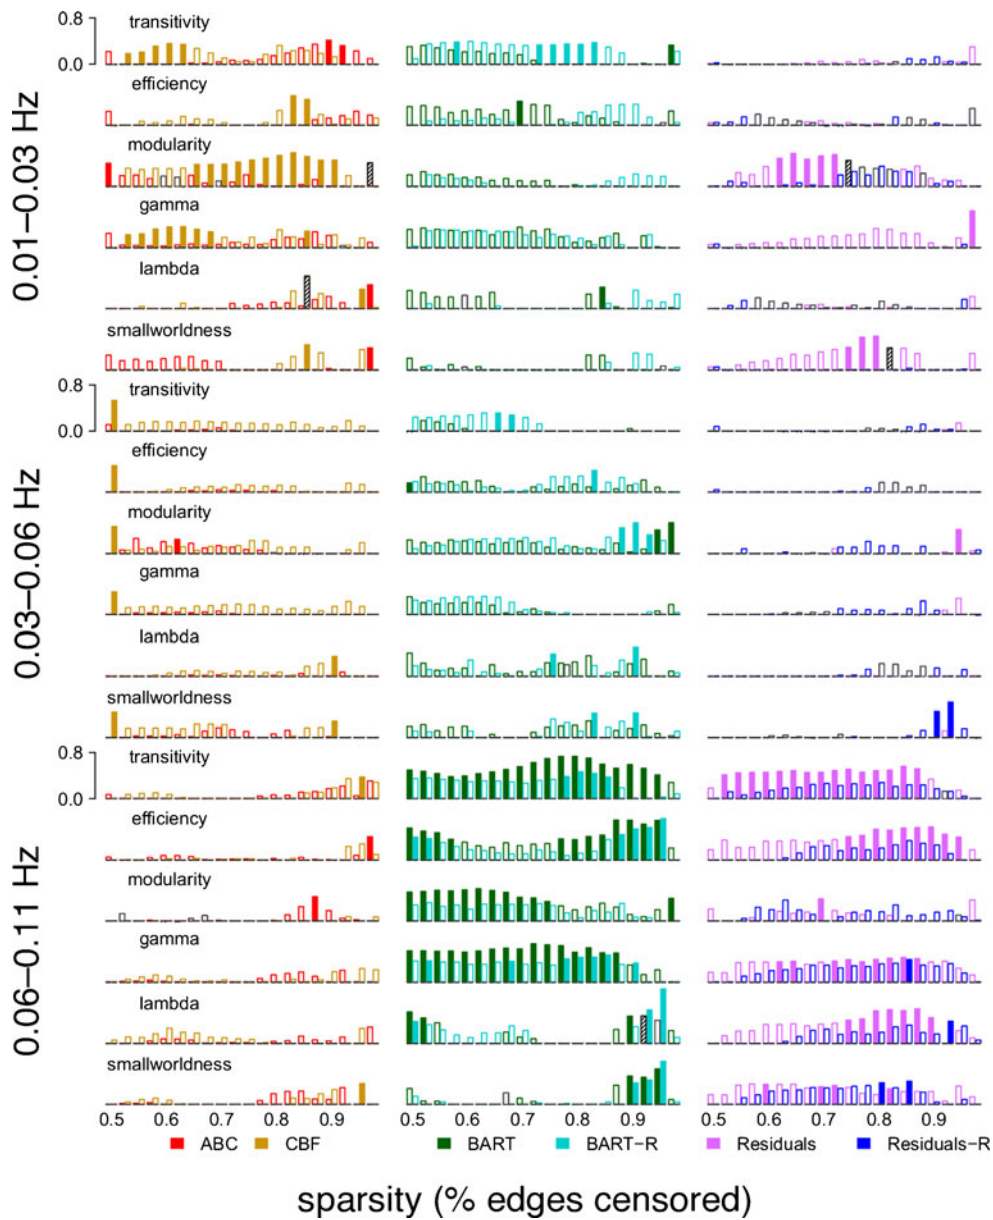 0.01–0.03 Hz
0.8
0.0
transitivity
efficiency
modularity
gamma
lambda
smallworldness
0.03–0.06 Hz
0.8
0.0
transitivity
efficiency
modularity
gamma
lambda
smallworldness
0.06–0.11 Hz
0.8
0.0
transitivity
efficiency
modularity
gamma
lambda
smallworldness
0.5 0.6 0.7 0.8 0.9 0.5 0.6 0.7 0.8 0.9 0.5 0.6 0.7 0.8 0.9
ABC CBF BART BART−R Residuals Residuals−R
sparsity (% edges censored)